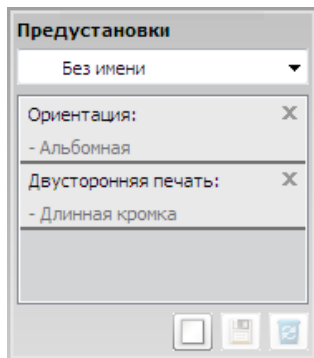 Предустановки
Без имени
Ориентация:
- Альбомная
Двусторонняя печать:
- Длинная кромка